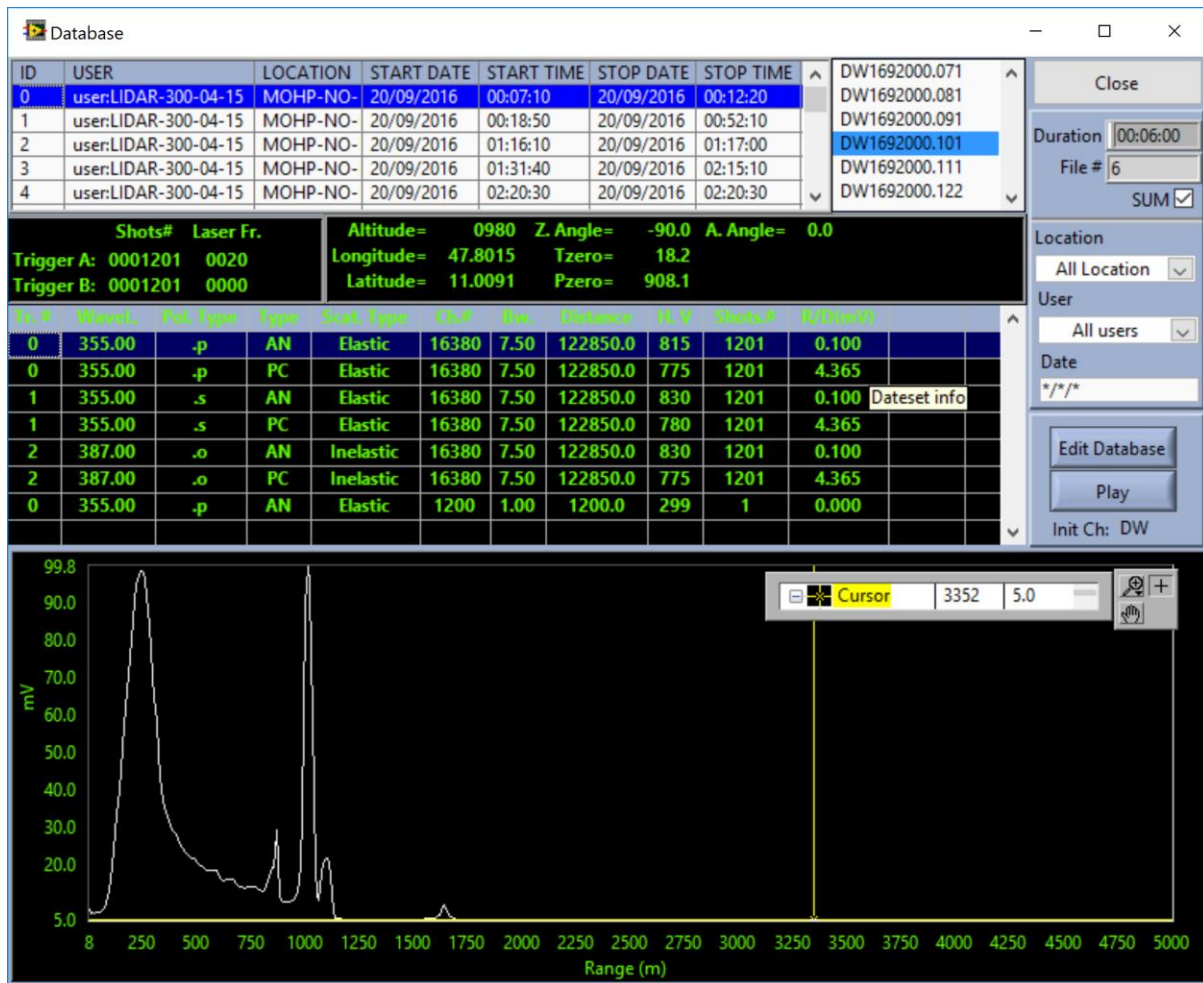 Database
ID USER LOCATION START DATE START TIME STOP DATE STOP TIME
0 user:LIDAR-300-04-15 MOHP-NO- 20/09/2016 00:07:10 20/09/2016 00:12:20
1 user:LIDAR-300-04-15 MOHP-NO- 20/09/2016 00:18:50 20/09/2016 00:52:10
2 user:LIDAR-300-04-15 MOHP-NO- 20/09/2016 01:16:10 20/09/2016 01:17:00
3 user:LIDAR-300-04-15 MOHP-NO- 20/09/2016 01:31:40 20/09/2016 02:15:10
4 user:LIDAR-300-04-15 MOHP-NO- 20/09/2016 02:20:30 20/09/2016 02:20:30
DW1692000.071
DW1692000.081
DW1692000.091
DW1692000.101
DW1692000.111
DW1692000.122
Close
Duration 00:06:00
File # 6
SUM
Location
All Location
User
All users
Date
*/*/*
Edit Database
Play
Init Ch: DW
Shots# Laser Fr.
Trigger A: 0001201 0020
Trigger B: 0001201 0000
Altitude= 0980 Z. Angle= -90.0 A. Angle= 0.0
Longitude= 47.8015 Tzero= 18.2
Latitude= 11.0091 Pzero= 908.1
Tr. # Wavel. Pol. Type Type Scat. Type Ch.# Bw. Distance H. V Shots.# R/D(mV)
0 355.00 .p AN Elastic 16380 7.50 122850.0 815 1201 0.100
0 355.00 .p PC Elastic 16380 7.50 122850.0 775 1201 4.365
1 355.00 .s AN Elastic 16380 7.50 122850.0 830 1201 0.100
Dateset info
1 355.00 .s PC Elastic 16380 7.50 122850.0 780 1201 4.365
2 387.00 .o AN Inelastic 16380 7.50 122850.0 830 1201 0.100
2 387.00 .o PC Inelastic 16380 7.50 122850.0 775 1201 4.365
0 355.00 .p AN Elastic 1200 1.00 1200.0 299 1 0.000
Cursor 3352 5.0
99.8
90.0
80.0
70.0
60.0
50.0
40.0
30.0
20.0
5.0
mV
8 250 500 750 1000 1250 1500 1750 2000 2250 2500 2750 3000 3250 3500 3750 4000 4250 4500 4750 5000
Range (m)